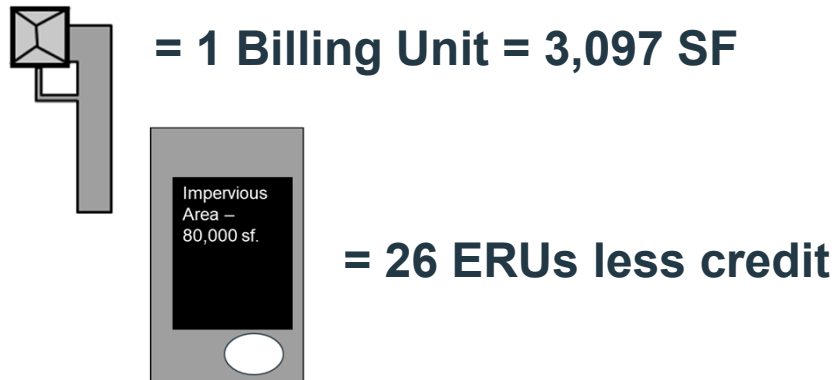 = 1 Billing Unit = 3,097 SF
Impervious
Area –
80,000 sf.
= 26 ERUs less credit